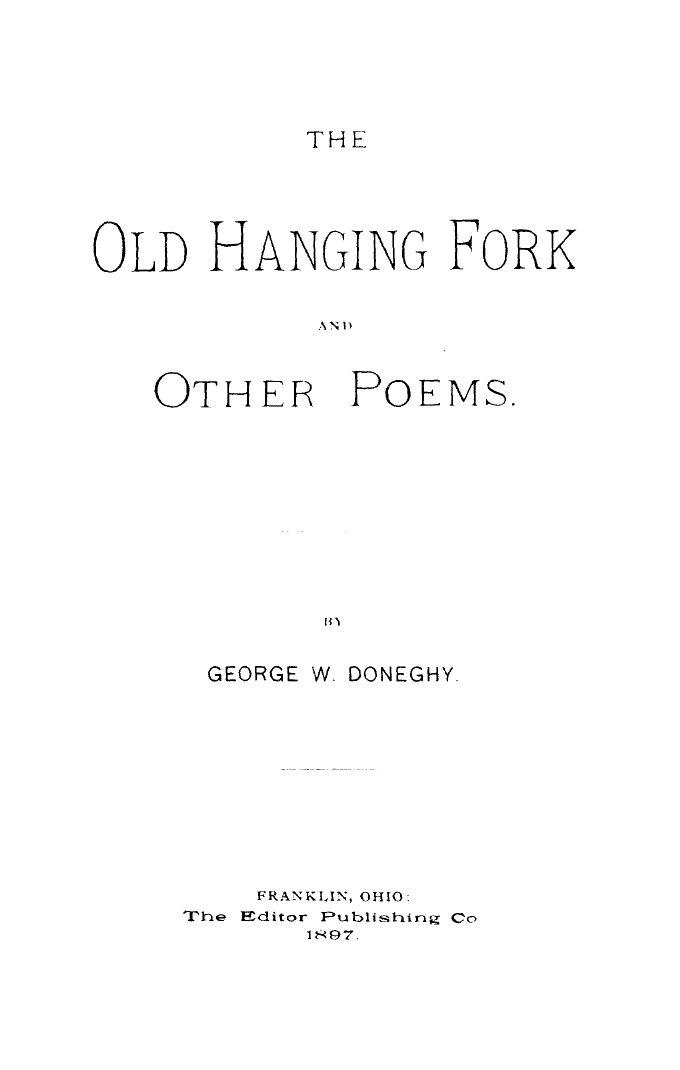 THE
OLD HANGING FORK
AND
OTHER POEMS.
BY
GEORGE W. DONEGHY.
FRANKLIN, OHIO:
The Editor Publishing Co
1897.